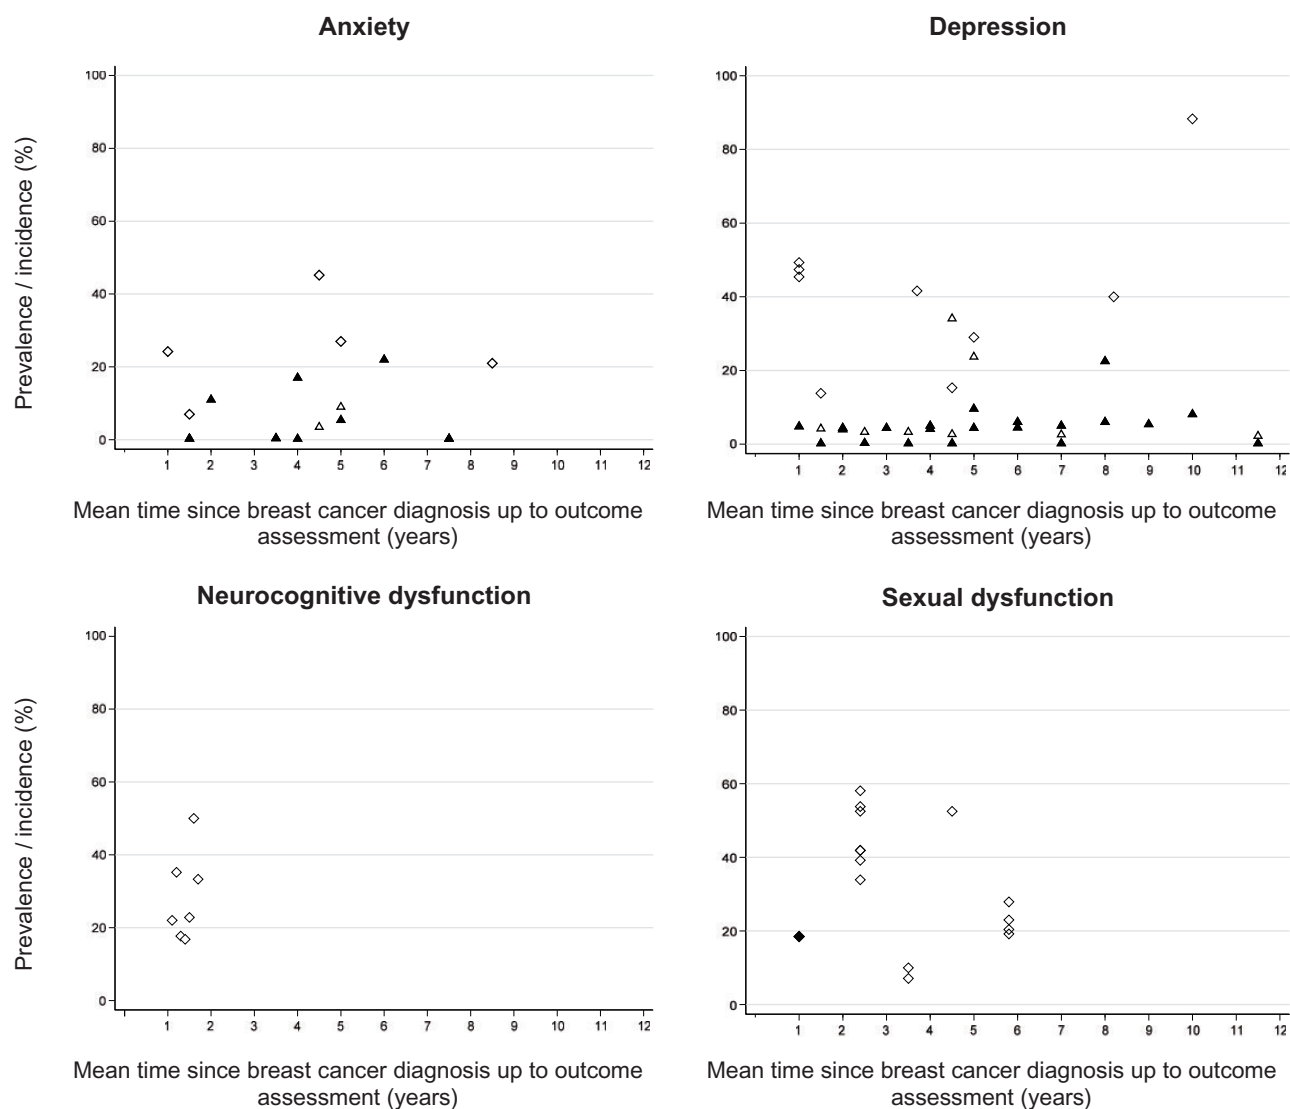 Anxiety
Depression
Prevalence / incidence (%)
100
80
60
40
20
0
1 2 3 4 5 6 7 8 9 10 11 12
Mean time since breast cancer diagnosis up to outcome
assessment (years)
100
80
60
40
20
0
1 2 3 4 5 6 7 8 9 10 11 12
Mean time since breast cancer diagnosis up to outcome
assessment (years)
Neurocognitive dysfunction
Sexual dysfunction
Prevalence / incidence (%)
100
80
60
40
20
0
1 2 3 4 5 6 7 8 9 10 11 12
Mean time since breast cancer diagnosis up to outcome
assessment (years)
100
80
60
40
20
0
1 2 3 4 5 6 7 8 9 10 11 12
Mean time since breast cancer diagnosis up to outcome
assessment (years)